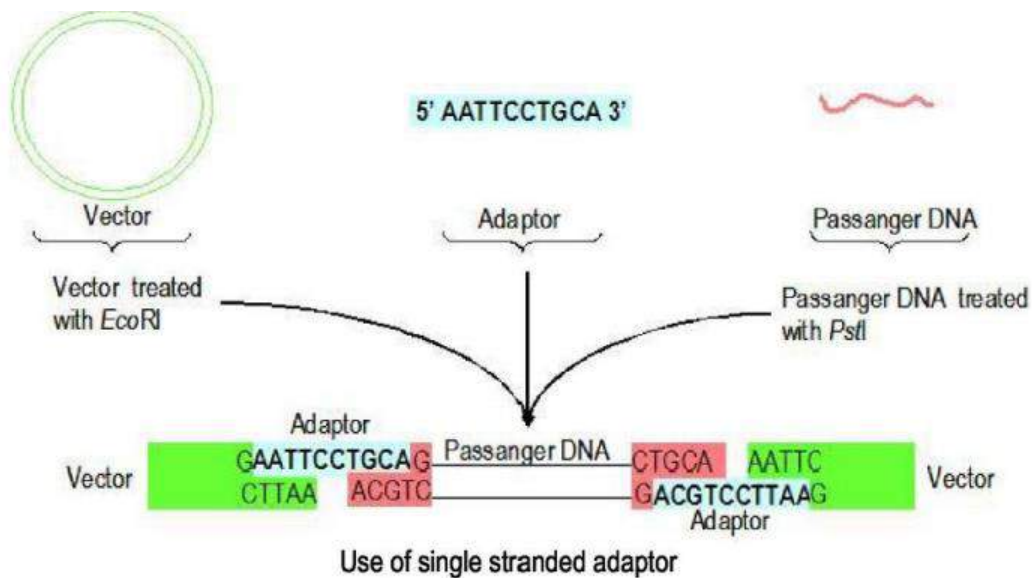 5' AATTCCTGCA 3'
Vector
Adaptor
Passanger DNA
Vector treated
with EcoRI
Passanger DNA treated
with PstI
Adaptor
Vector
GAATTCCTGCAG
Passanger DNA
CTGCA
AATTC
CTTAA
ACGTC
GACGTCCTTAAG
Vector
Adaptor
Use of single stranded adaptor